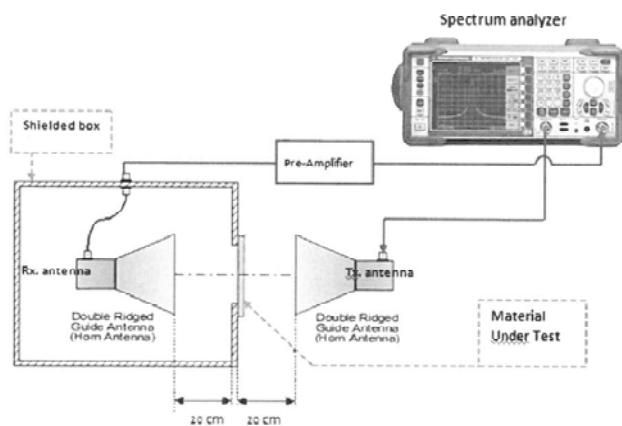 Spectrum analyzer
Shielded box
Pre-Amplifier
Rx. antenna
Tx. antenna
Double Ridged
Guide Antenna
(Horn Antenna)
Double Ridged
Guide Antenna
(Horn Antenna)
Material
Under Test
20 cm
20 cm